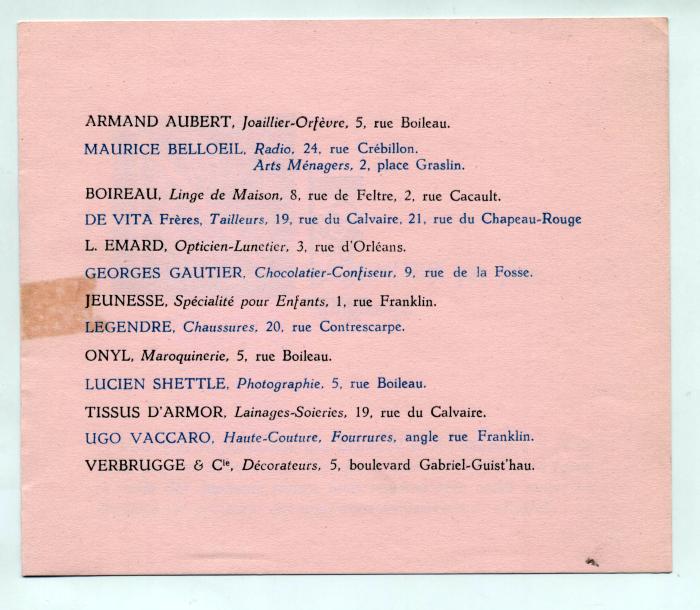 ARMAND AUBERT, Joaillier-Orfèvre, 5, rue Boileau.
MAURICE BELLOEIL, Radio, 24, rue Crébillon.
Arts Ménagers, 2, place Graslin.
BOIREAU, Linge de Maison, 8, rue de Feltre, 2, rue Cacault.
DE VITA Frères, Tailleurs, 19, rue du Calvaire, 21, rue du Chapeau-Rouge
L. EMARD, Opticien-Lunetier, 3, rue d'Orléans.
GEORGES GAUTIER, Chocolatier-Confiseur, 9, rue de la Fosse.
JEUNESSE, Spécialité pour Enfants, 1, rue Franklin.
LEGENDRE, Chaussures, 20, rue Contrescarpe.
ONYL, Maroquinerie, 5, rue Boileau.
LUCIEN SHETTLE, Photographie, 5, rue Boileau.
TISSUS D'ARMOR, Lainages-Soieries, 19, rue du Calvaire.
UGO VACCARO, Haute-Couture, Fourrures, angle rue Franklin.
VERBRUGGE & Cie, Décorateurs, 5, boulevard Gabriel-Guist'hau.